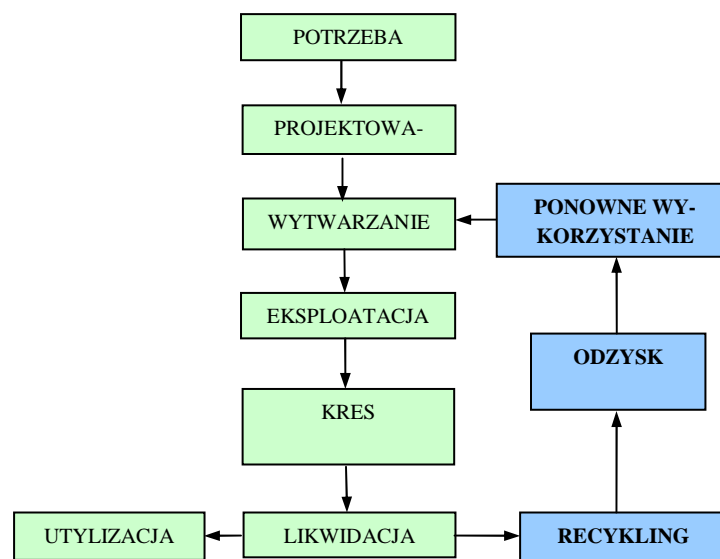 POTRZEBA
PROJEKTOWA-
WYTWARZANIE
PONOWNE WY-
KORZYSTANIE
EKSPLOATACJA
ODZYSK
KRES
UTYLIZACJA
LIKWIDACJA
RECYKLING